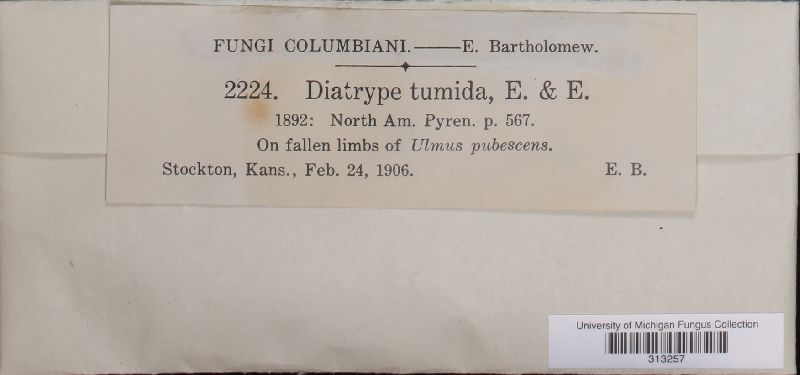 FUNGI COLUMBIANI.——E. Bartholomew.
2224. Diatrype tumida, E. & E.
1892: North Am. Pyren. p. 567.
On fallen limbs of Ulmus pubescens.
Stockton, Kans., Feb. 24, 1906. E. B.
University of Michigan Fungus Collection
313257